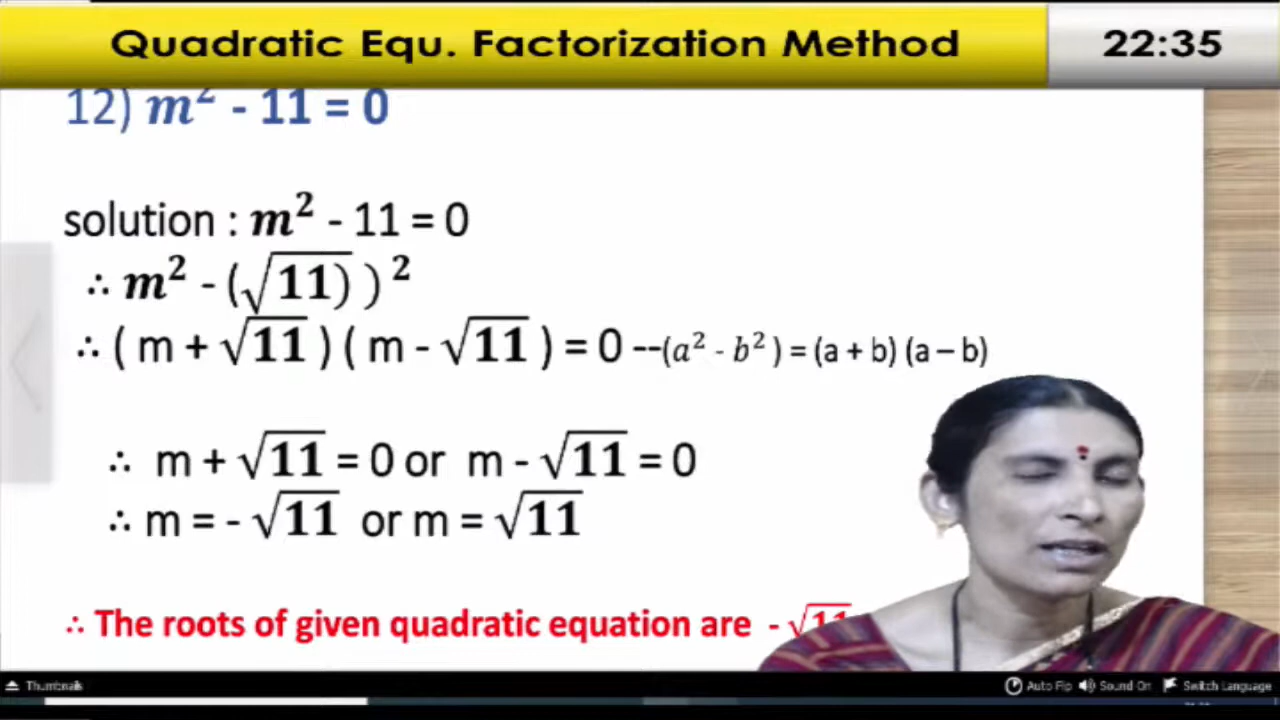 Quadratic Equ. Factorization Method
22:35
12) m² - 11 = 0
solution : m² - 11 = 0
∴ m² - (√11) ) ²
∴ ( m + √11 ) ( m - √11 ) = 0 --(a² - b² ) = (a + b) (a – b)
∴ m + √11 = 0 or m - √11 = 0
∴ m = - √11 or m = √11
∴ The roots of given quadratic equation are - √11
Thumbnails
Auto Flip Sound On Switch Language